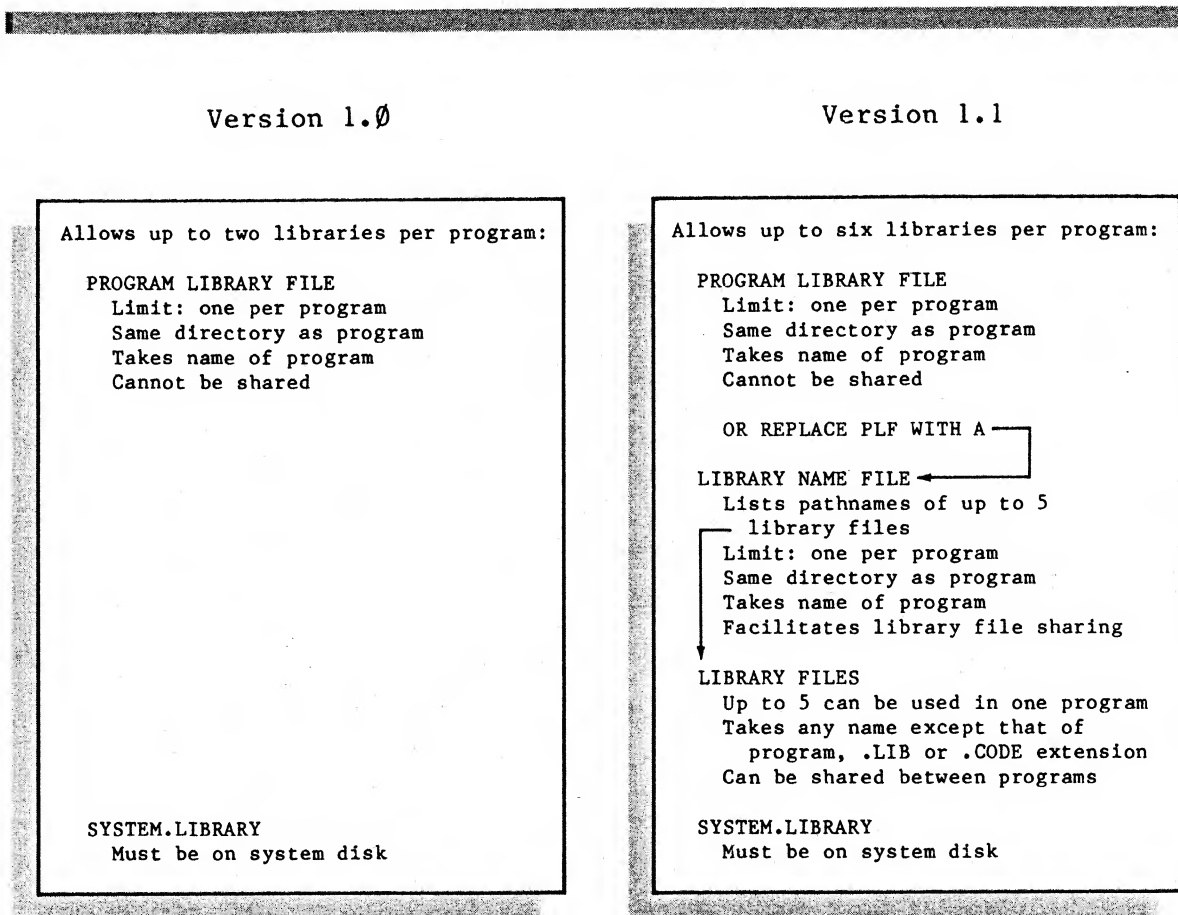 Version 1.Ø
Allows up to two libraries per program:
PROGRAM LIBRARY FILE
Limit: one per program
Same directory as program
Takes name of program
Cannot be shared
SYSTEM.LIBRARY
Must be on system disk
Version 1.1
Allows up to six libraries per program:
PROGRAM LIBRARY FILE
Limit: one per program
Same directory as program
Takes name of program
Cannot be shared
OR REPLACE PLF WITH A
LIBRARY NAME FILE
Lists pathnames of up to 5
library files
Limit: one per program
Same directory as program
Takes name of program
Facilitates library file sharing
LIBRARY FILES
Up to 5 can be used in one program
Takes any name except that of
program, .LIB or .CODE extension
Can be shared between programs
SYSTEM.LIBRARY
Must be on system disk